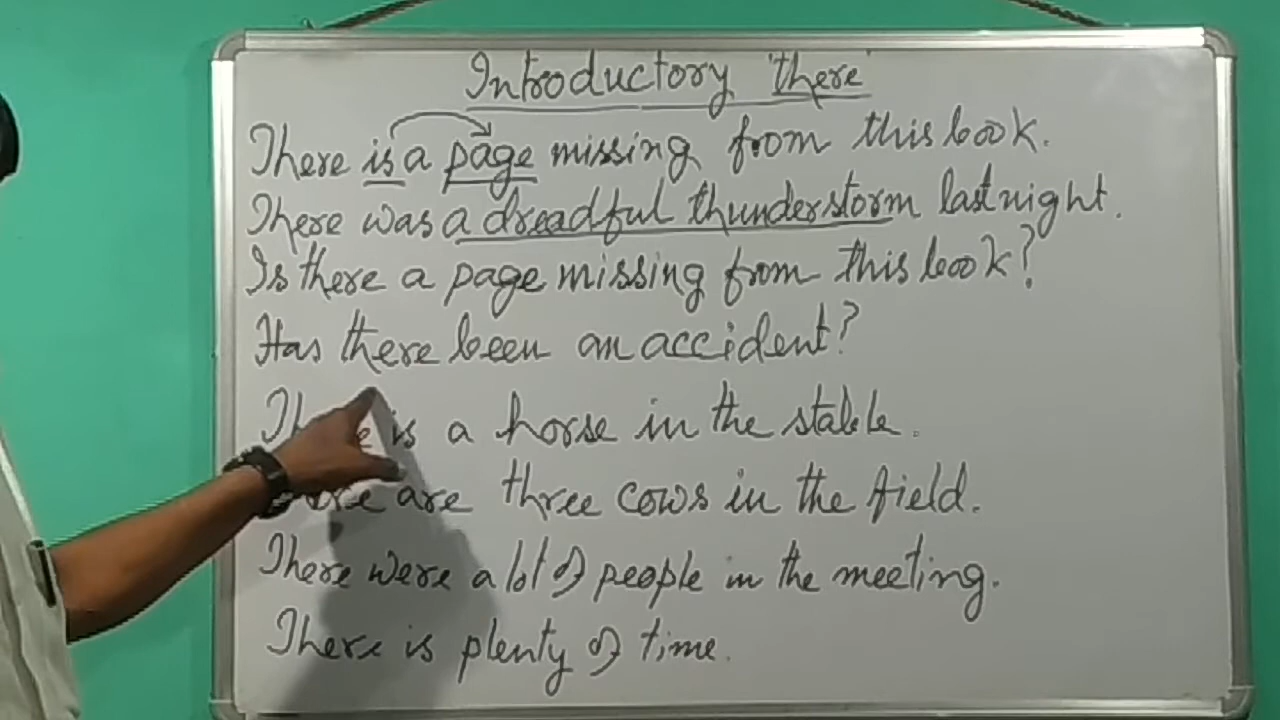 Introductory 'there'
There is a page missing from this book.
There was a dreadful thunderstorm last night.
Is there a page missing from this book?
Has there been an accident?
There is a horse in the stable.
There are three cows in the field.
There were a lot of people in the meeting.
There is plenty of time.